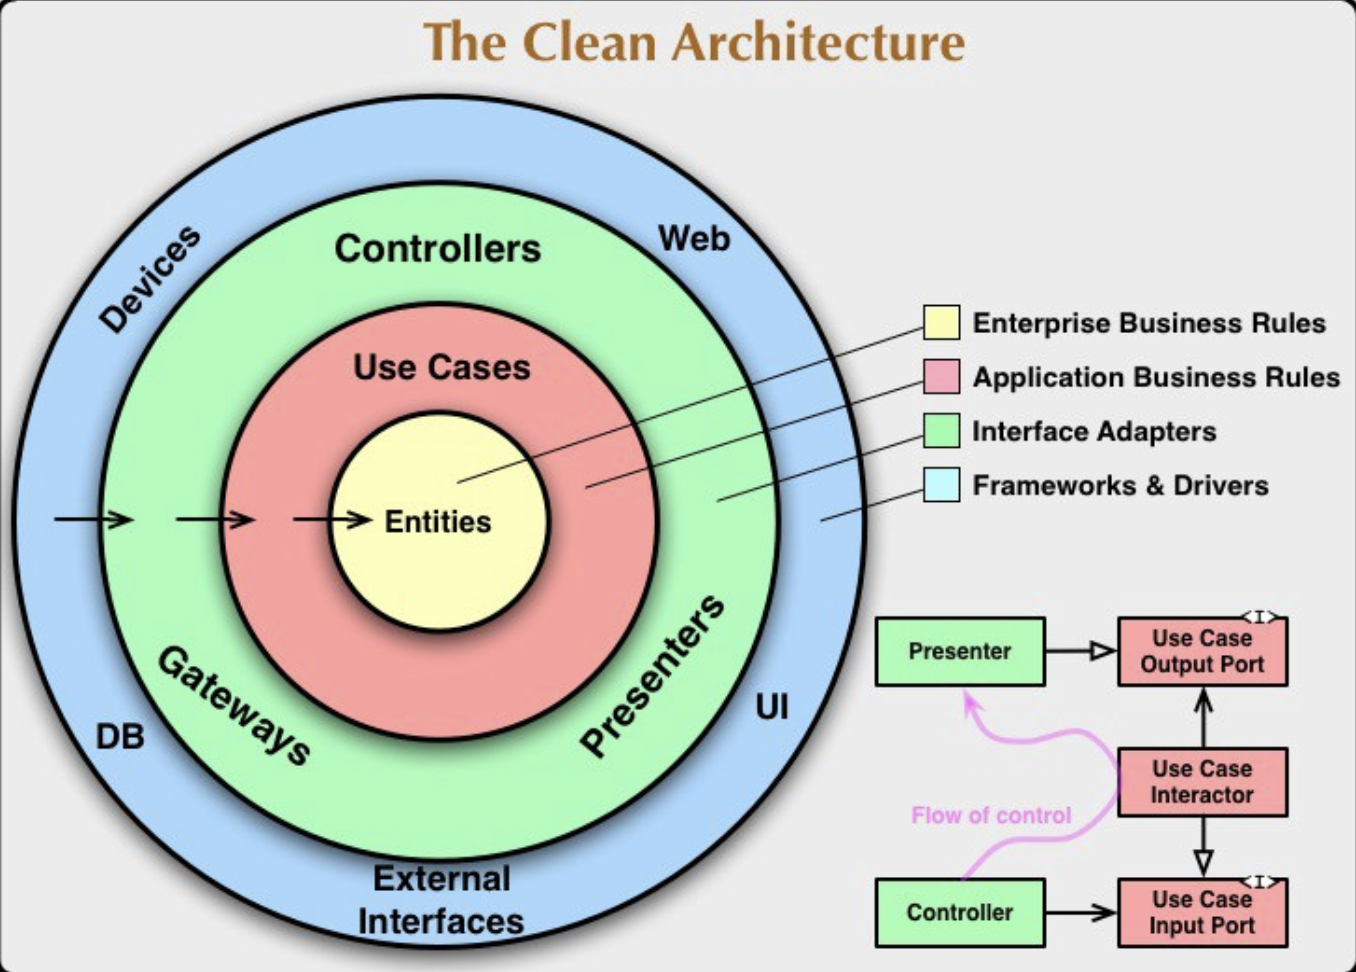 The Clean Architecture
Devices
Controllers
Web
Use Cases
Entities
Gateways
Presenters
DB
UI
External
Interfaces
Enterprise Business Rules
Application Business Rules
Interface Adapters
Frameworks & Drivers
Presenter
<I>
Use Case
Output Port
Use Case
Interactor
Flow of control
Controller
<I>
Use Case
Input Port